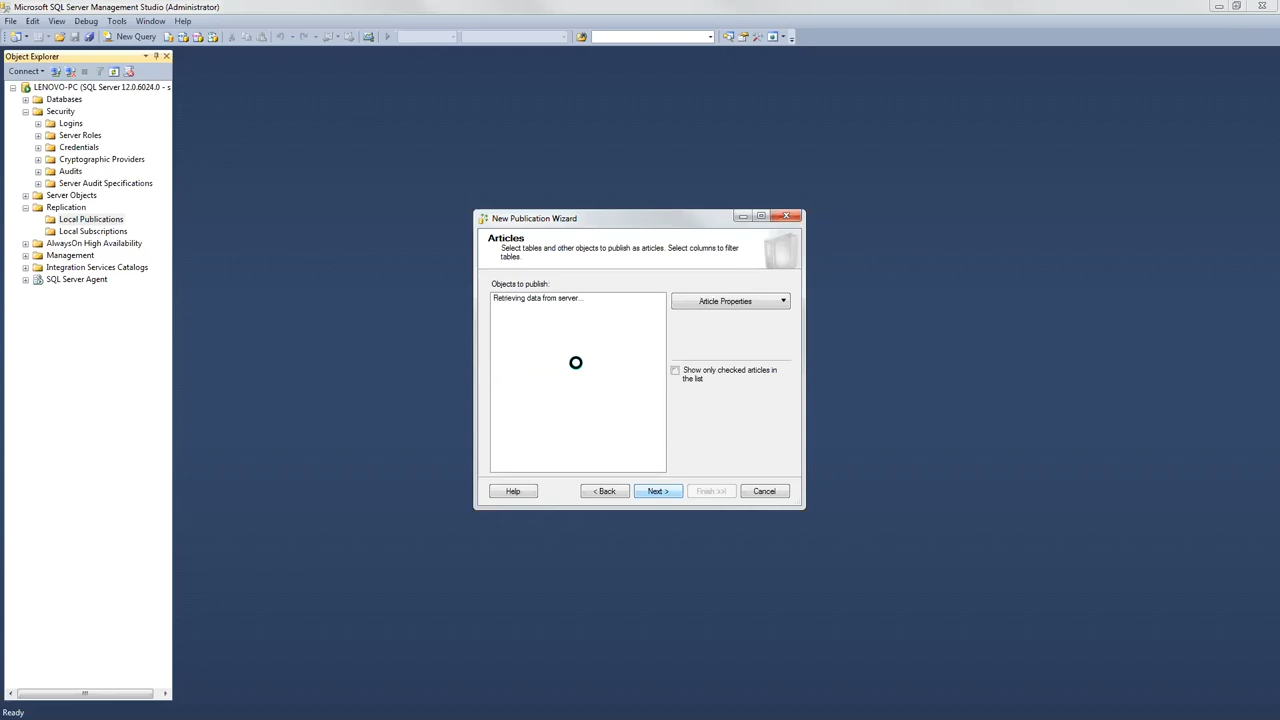 Microsoft SQL Server Management Studio (Administrator)
File Edit View Debug Tools Window Help
New Query
Object Explorer
Connect
LENOVO-PC (SQL Server 12.0.6024.0 - s
Databases
Security
Logins
Server Roles
Credentials
Cryptographic Providers
Audits
Server Audit Specifications
Server Objects
Replication
Local Publications
Local Subscriptions
AlwaysOn High Availability
Management
Integration Services Catalogs
SQL Server Agent
New Publication Wizard
Articles
Select tables and other objects to publish as articles. Select columns to filter
tables.
Objects to publish:
Retrieving data from server...
Article Properties
Show only checked articles in
the list
Help
< Back
Next >
Finish >>|
Cancel
Ready